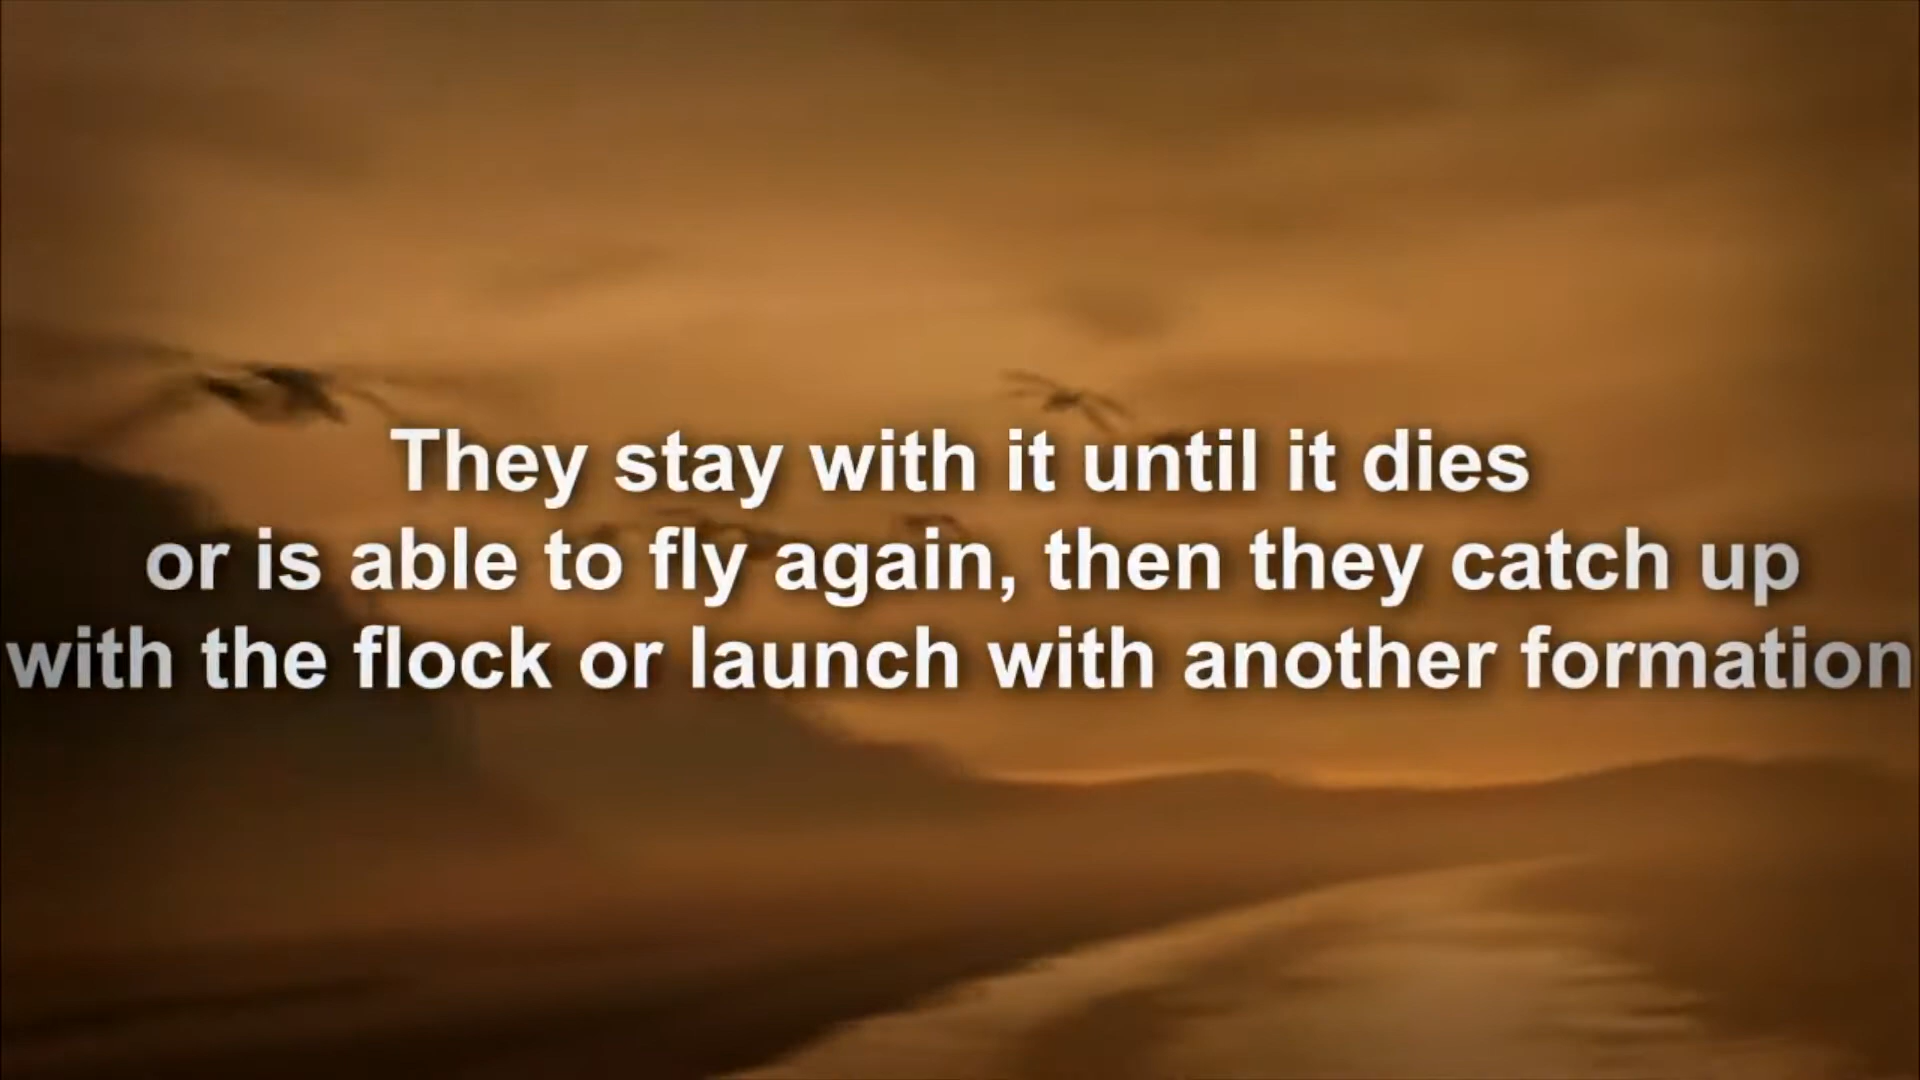 They stay with it until it dies
or is able to fly again, then they catch up
with the flock or launch with another formation